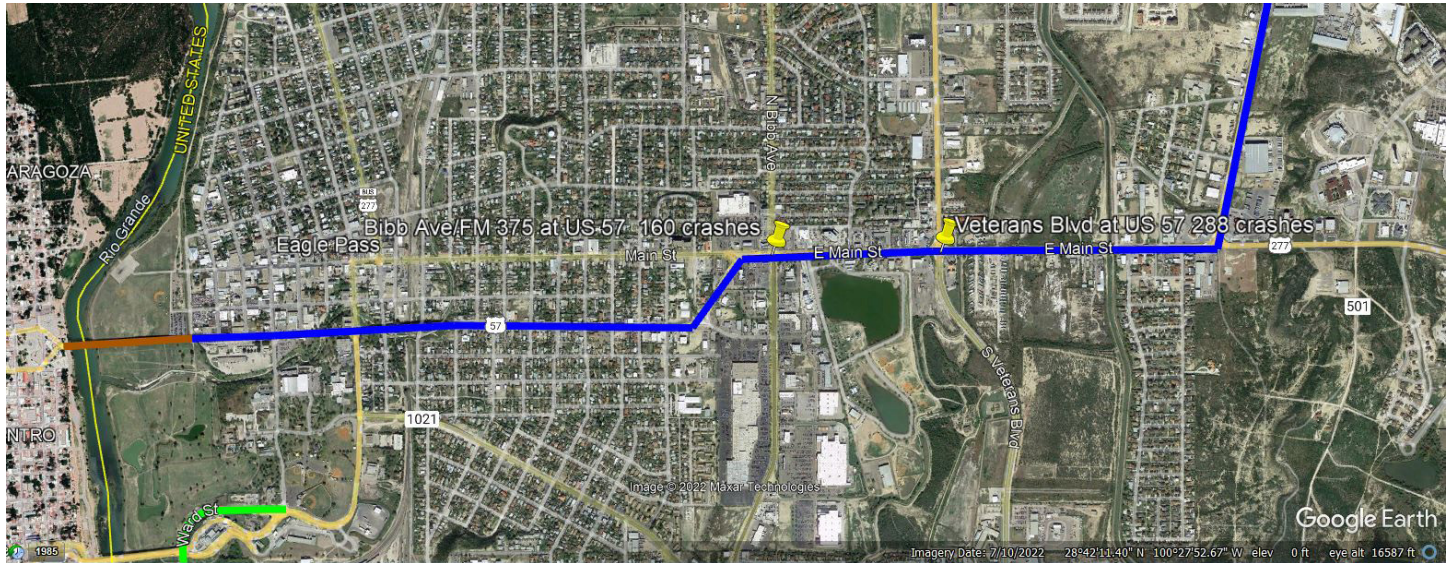 UNITED STATES
ARAGOZA
Rio Grande
BUS
277
Eagle Pass
Bibb Ave/FM 375 at US 57 160 crashes
N Bibb Ave
Veterans Blvd at US 57 288 crashes
Main St
E Main St
E Main St
277
57
501
S Veterans Blvd
1021
NTRO
Ward St
Image © 2022 Maxar Technologies
Google Earth
1985
Imagery Date: 7/10/2022 28°42'11.40" N 100°27'52.67" W elev 0 ft eye alt 16587 ft